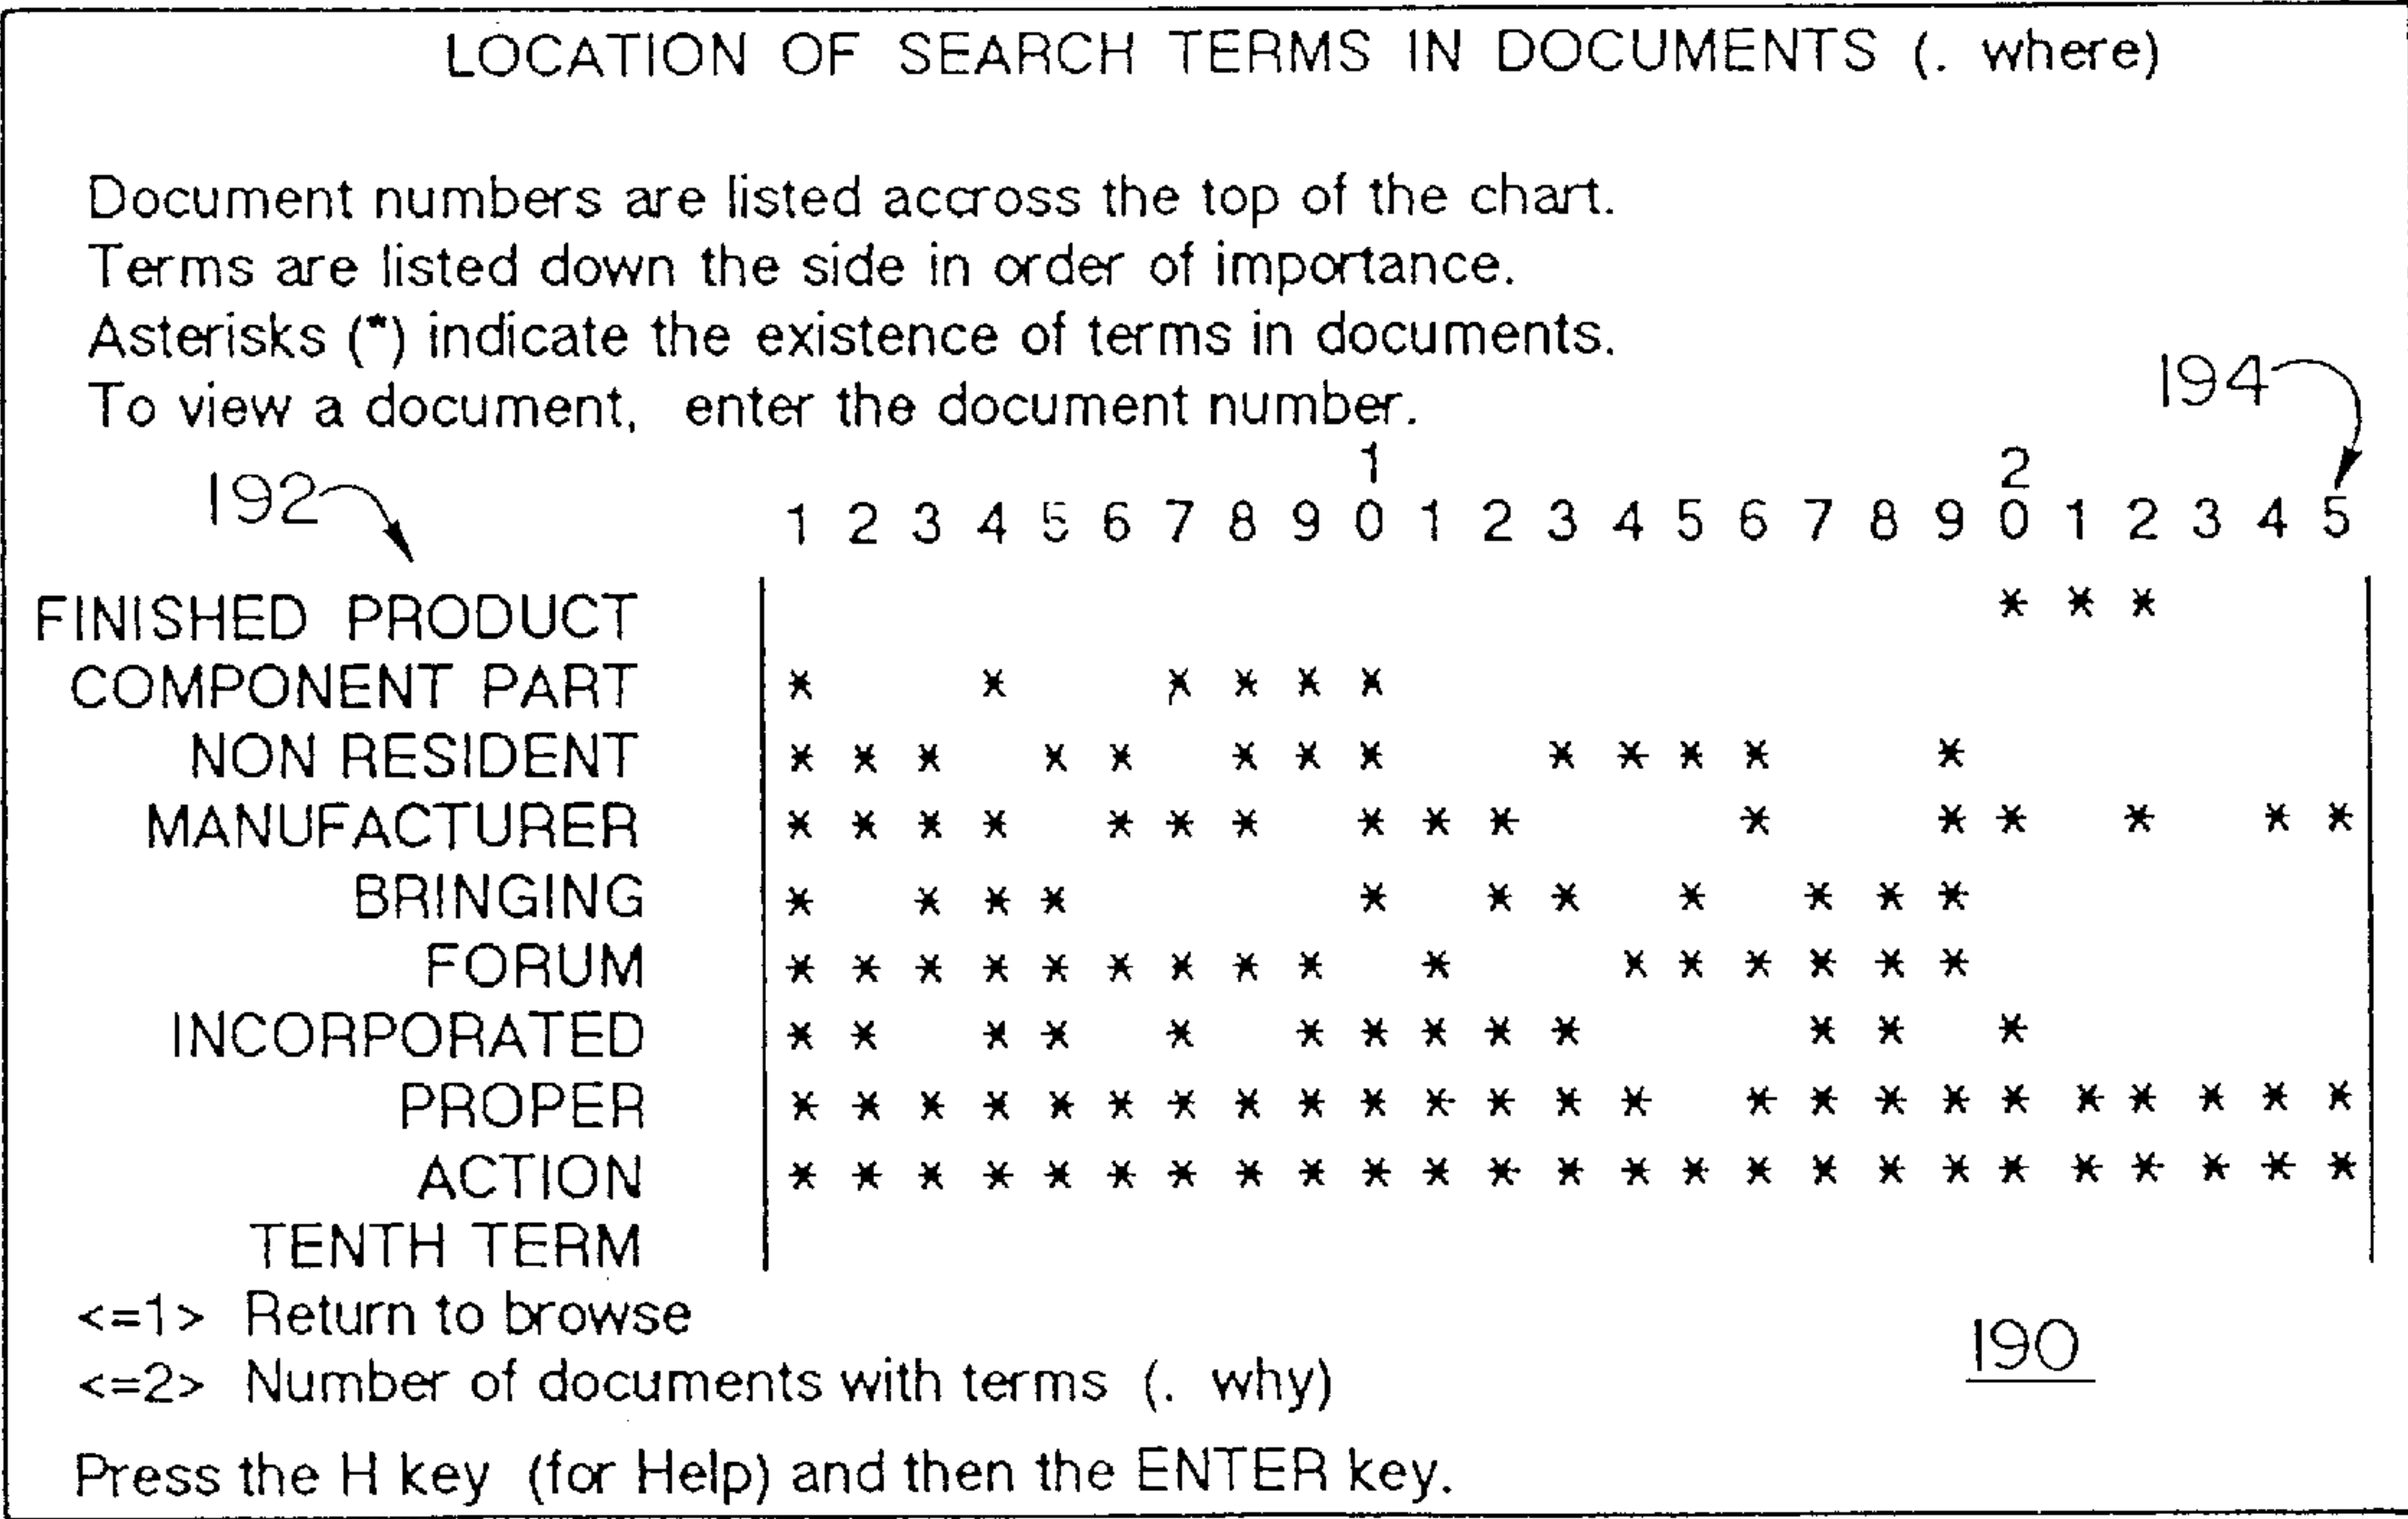 LOCATION OF SEARCH TERMS IN DOCUMENTS (. where)
Document numbers are listed accross the top of the chart.
Terms are listed down the side in order of importance.
Asterisks (*) indicate the existence of terms in documents.
To view a document, enter the document number.
194
1 2
192
1 2 3 4 5 6 7 8 9 0 1 2 3 4 5 6 7 8 9 0 1 2 3 4 5
FINISHED PRODUCT * * *
COMPONENT PART * * * * * *
NON RESIDENT * * * * * * * * * * * * *
MANUFACTURER * * * * * * * * * * * * * * * *
BRINGING * * * * * * * * * * *
FORUM * * * * * * * * * * * * * * * *
INCORPORATED * * * * * * * * * * * * *
PROPER * * * * * * * * * * * * * * * * * * * * * * * *
ACTION * * * * * * * * * * * * * * * * * * * * * * * * *
TENTH TERM
<=1> Return to browse
<=2> Number of documents with terms (. why)
190
Press the H key (for Help) and then the ENTER key.